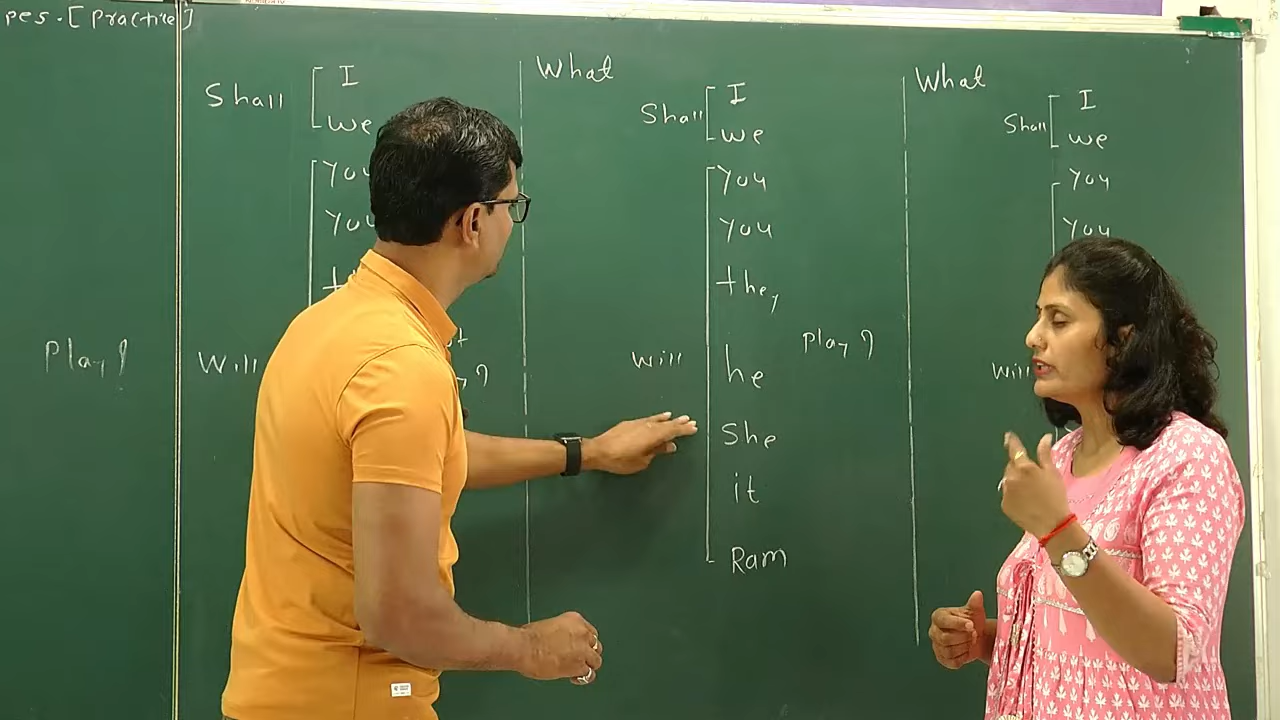 pes. [Practice]
Play?
Shall
I
we
You
You
Will
What
Shall
I
we
You
You
they
Will
he
Play?
She
it
Ram
What
Shall
I
we
You
You
Will